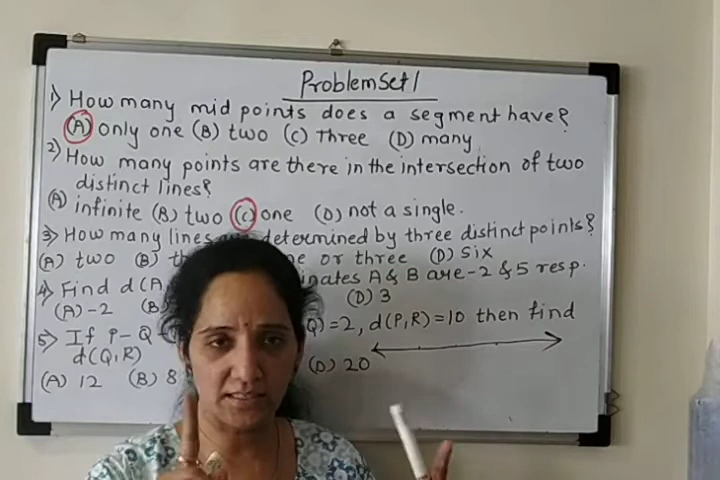 Problem Set 1
1) How many mid points does a segment have?
(A) only one (B) two (C) Three (D) many
2) How many points are there in the intersection of two
distinct lines?
(A) infinite (B) two (C) one (D) not a single.
3) How many lines determined by three distinct points?
(A) two (B) or three (D) Six
4) Find d(A A & B are -2 & 5 resp.
(A) -2 (B) (D) 3
5) If P-Q Q) = 2, d(P,R) = 10 then find
d(Q,R)
(A) 12 (B) 8 (D) 20